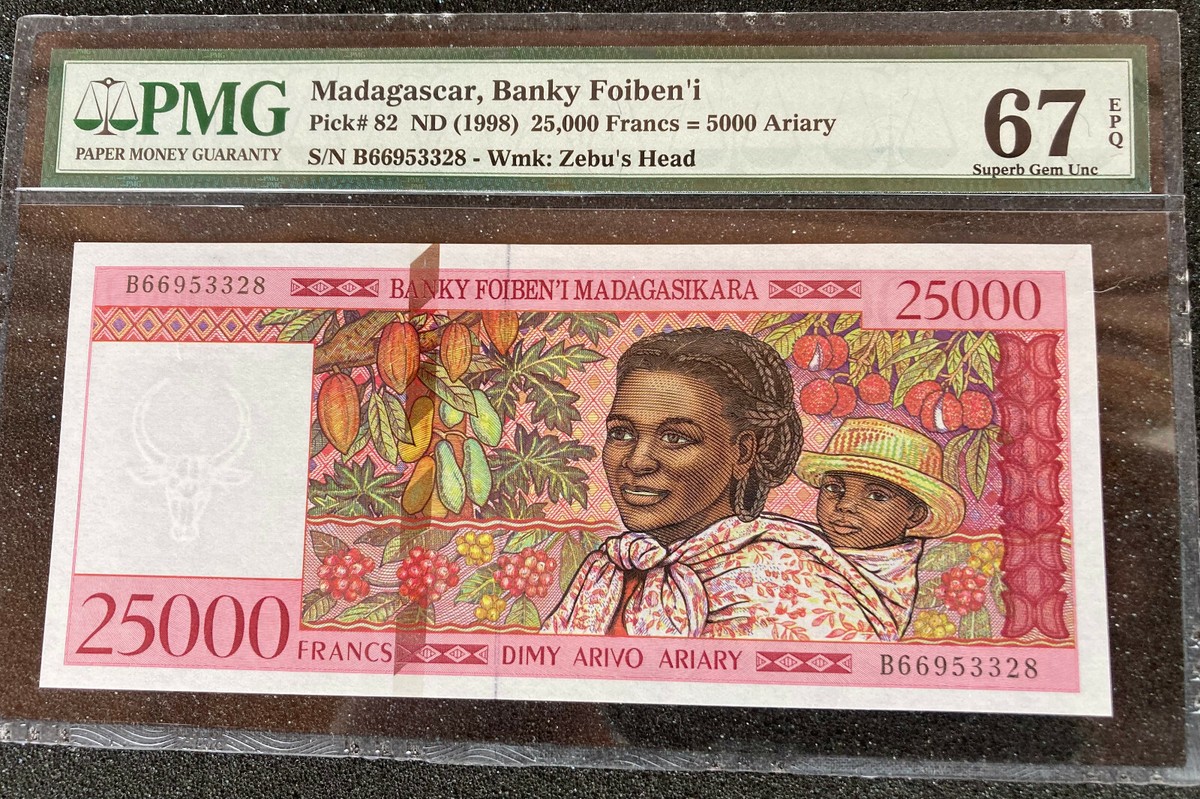 PMG
PAPER MONEY GUARANTY
Madagascar, Banky Foiben'i
Pick# 82 ND (1998) 25,000 Francs = 5000 Ariary
S/N B66953328 - Wmk: Zebu's Head
67
EPQ
Superb Gem Unc
B66953328
BANKY FOIBEN'I MADAGASIKARA
25000
25000 FRANCS
DIMY ARIVO ARIARY
B66953328